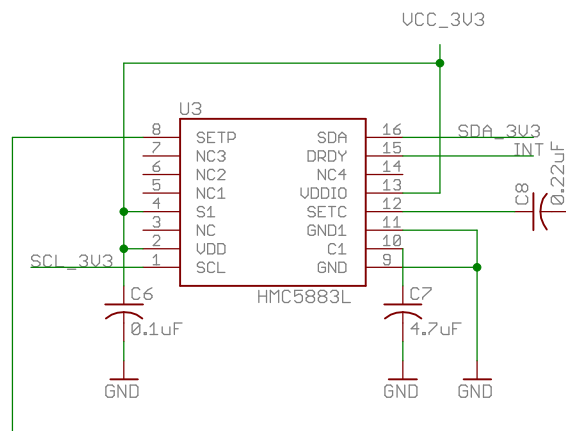 VCC_3V3
U3
8 SETP SDA 16 SDA_3V3
7 NC3 DRDY 15 INT
6 NC2 NC4 14
5 NC1 VDDIO 13
4 S1 SETC 12 C8 0.22uF
3 NC GND1 11
2 VDD C1 10
SCL_3V3 1 SCL GND 9
HMC5883L
C6 C7
0.1uF 4.7uF
GND GND GND